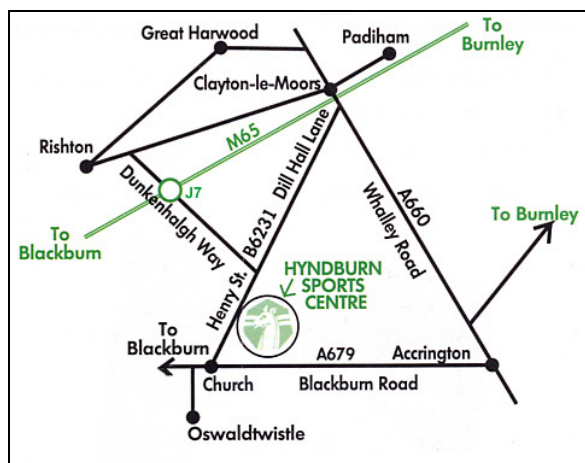 Great Harwood
Padiham
To
Burnley
Clayton-le-Moors
Rishton
M65
J7
Dunkenhalgh Way
Dill Hall Lane
B6231
Henry St.
A660
Whalley Road
To
Blackburn
To Burnley
HYNDBURN
SPORTS
CENTRE
To
Blackburn
A679
Accrington
Church
Blackburn Road
Oswaldtwistle